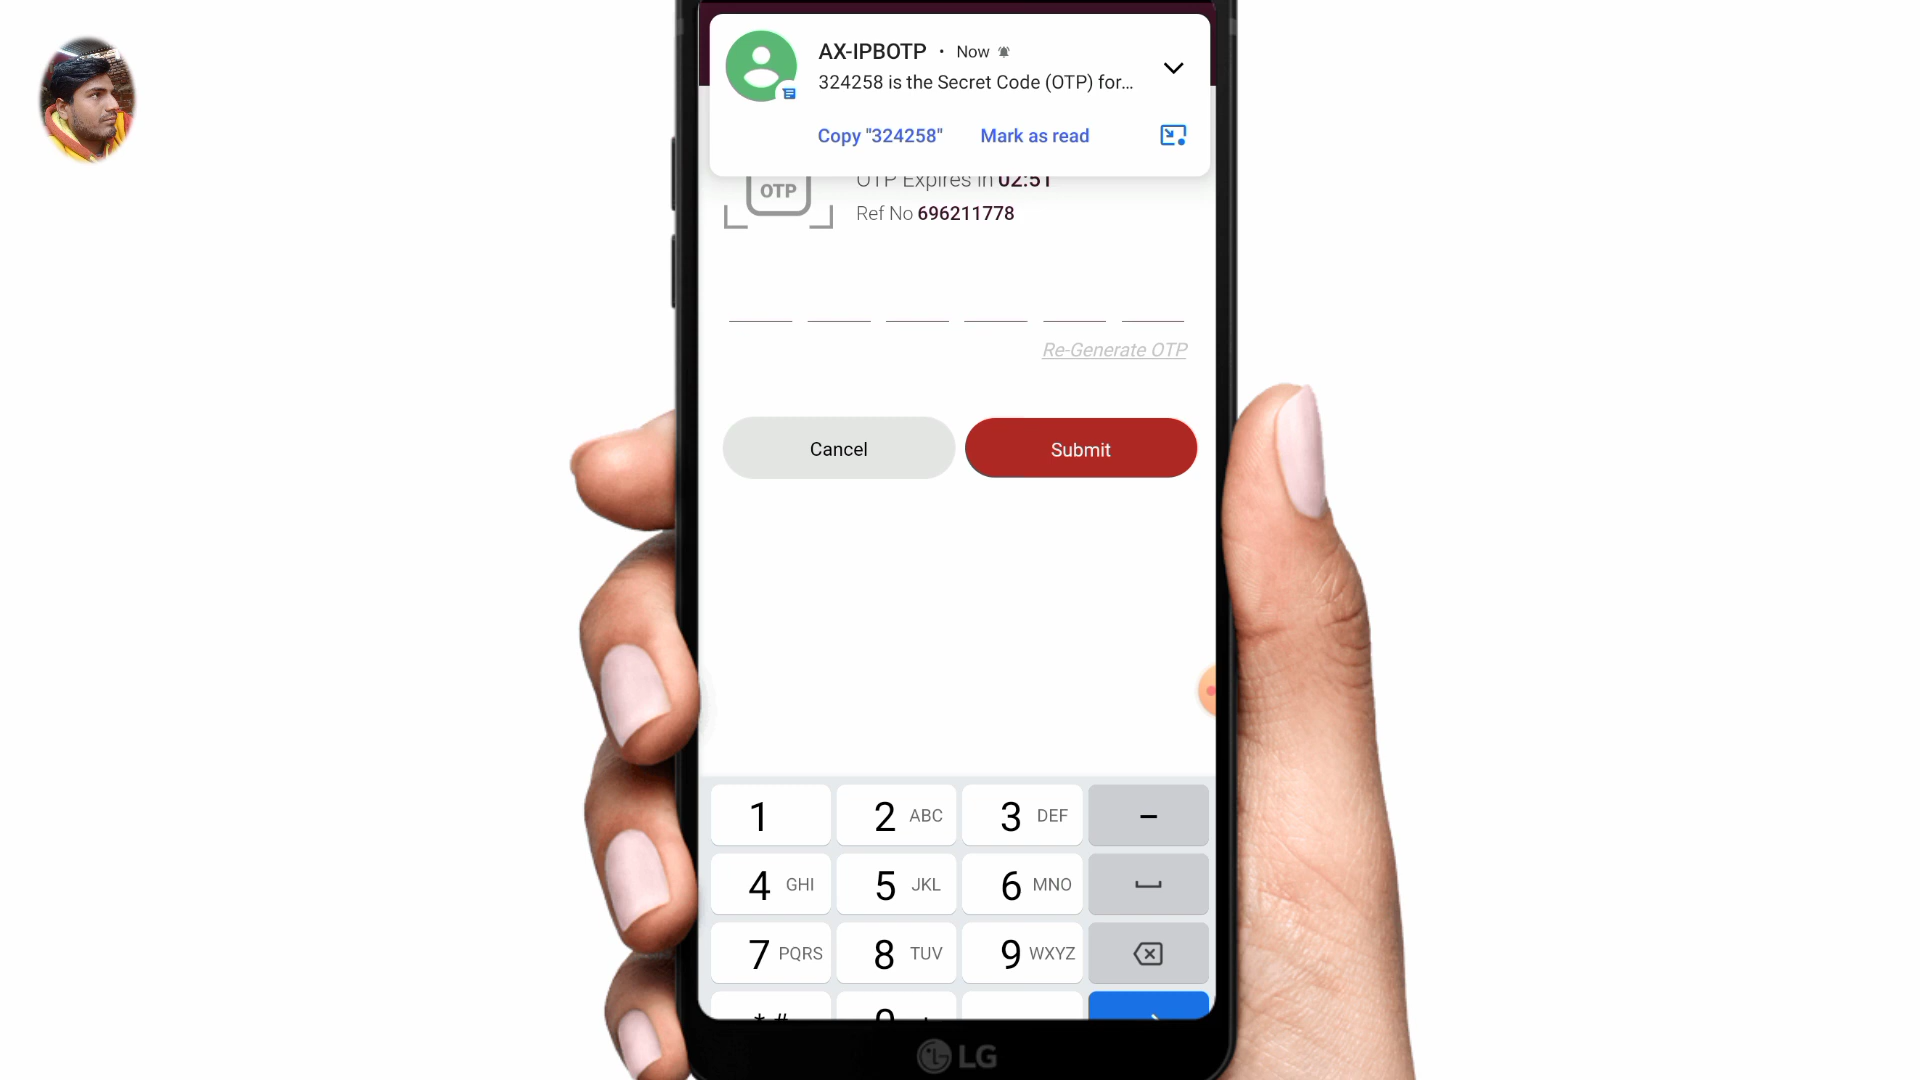 AX-IPBOTP • Now
324258 is the Secret Code (OTP) for...
Copy "324258" Mark as read
OTP
OTP Expires in 02:51
Ref No 696211778
Re-Generate OTP
Cancel Submit
1 2 ABC 3 DEF -
4 GHI 5 JKL 6 MNO
7 PQRS 8 TUV 9 WXYZ
* # 0 +
LG